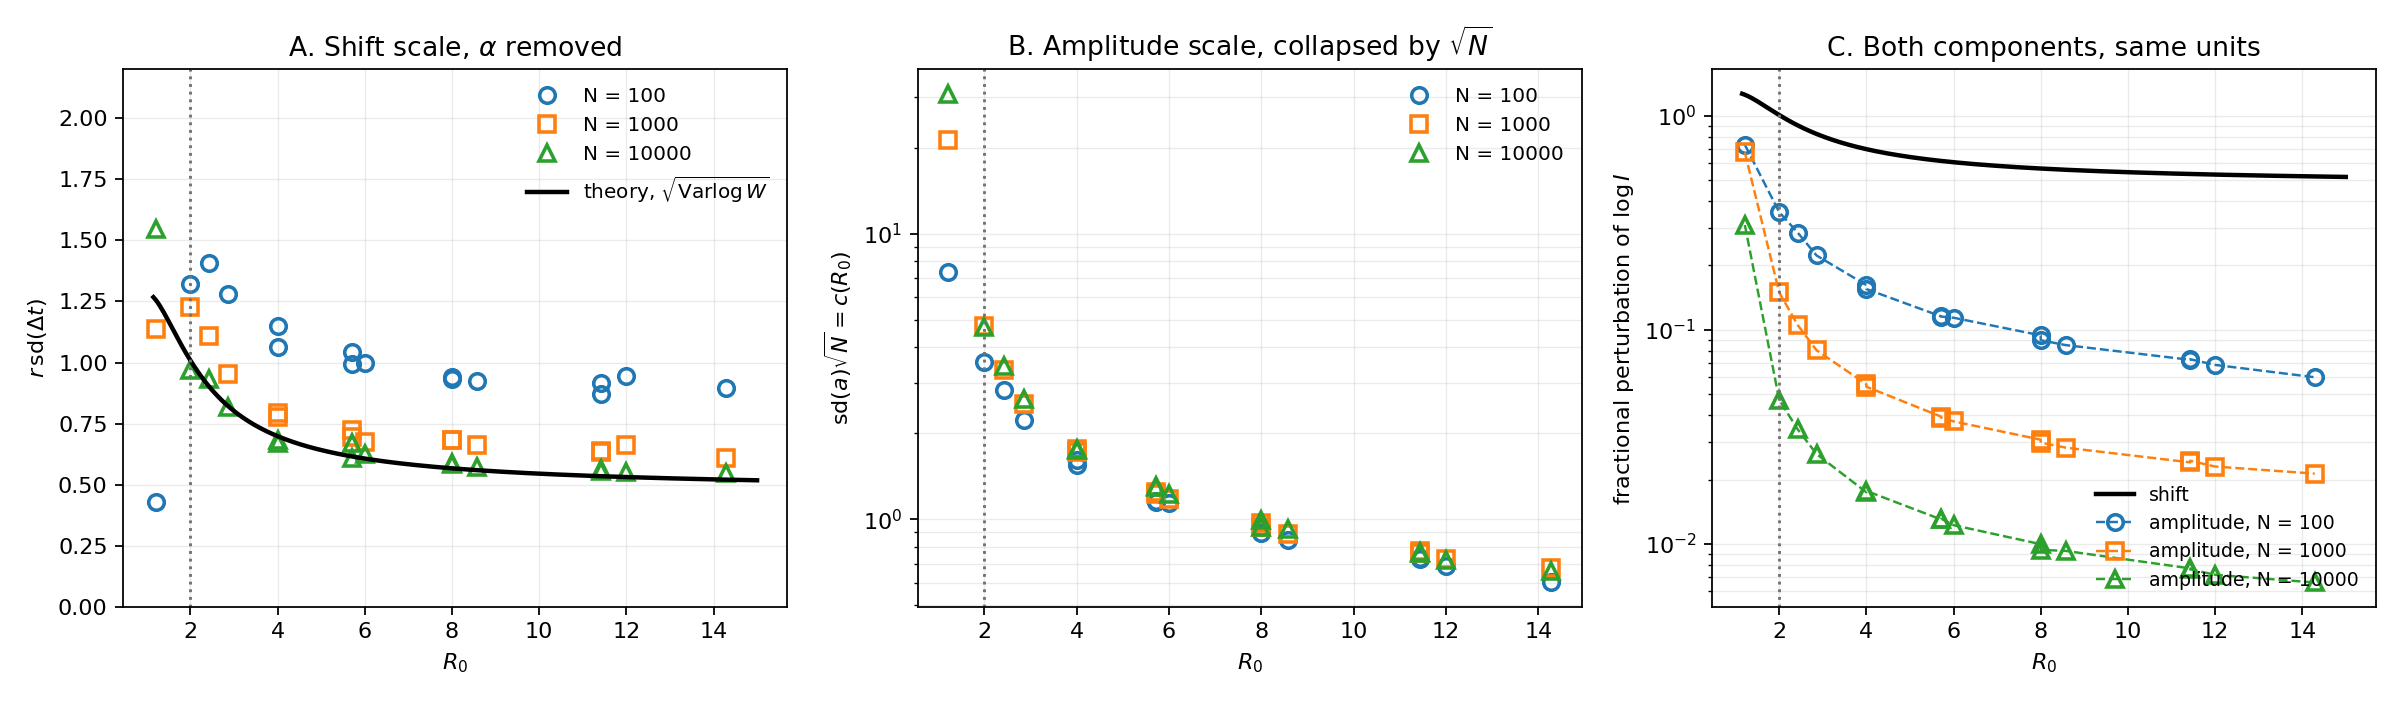 A. Shift scale, α removed
r sd(Δt)
2.00
1.75
1.50
1.25
1.00
0.75
0.50
0.25
0.00
N = 100
N = 1000
N = 10000
theory, √Varlog W
2 4 6 8 10 12 14
R₀
B. Amplitude scale, collapsed by √N
sd(a)√N = c(R₀)
10¹
10⁰
N = 100
N = 1000
N = 10000
2 4 6 8 10 12 14
R₀
C. Both components, same units
fractional perturbation of log I
10⁰
10⁻¹
10⁻²
shift
amplitude, N = 100
amplitude, N = 1000
amplitude, N = 10000
2 4 6 8 10 12 14
R₀